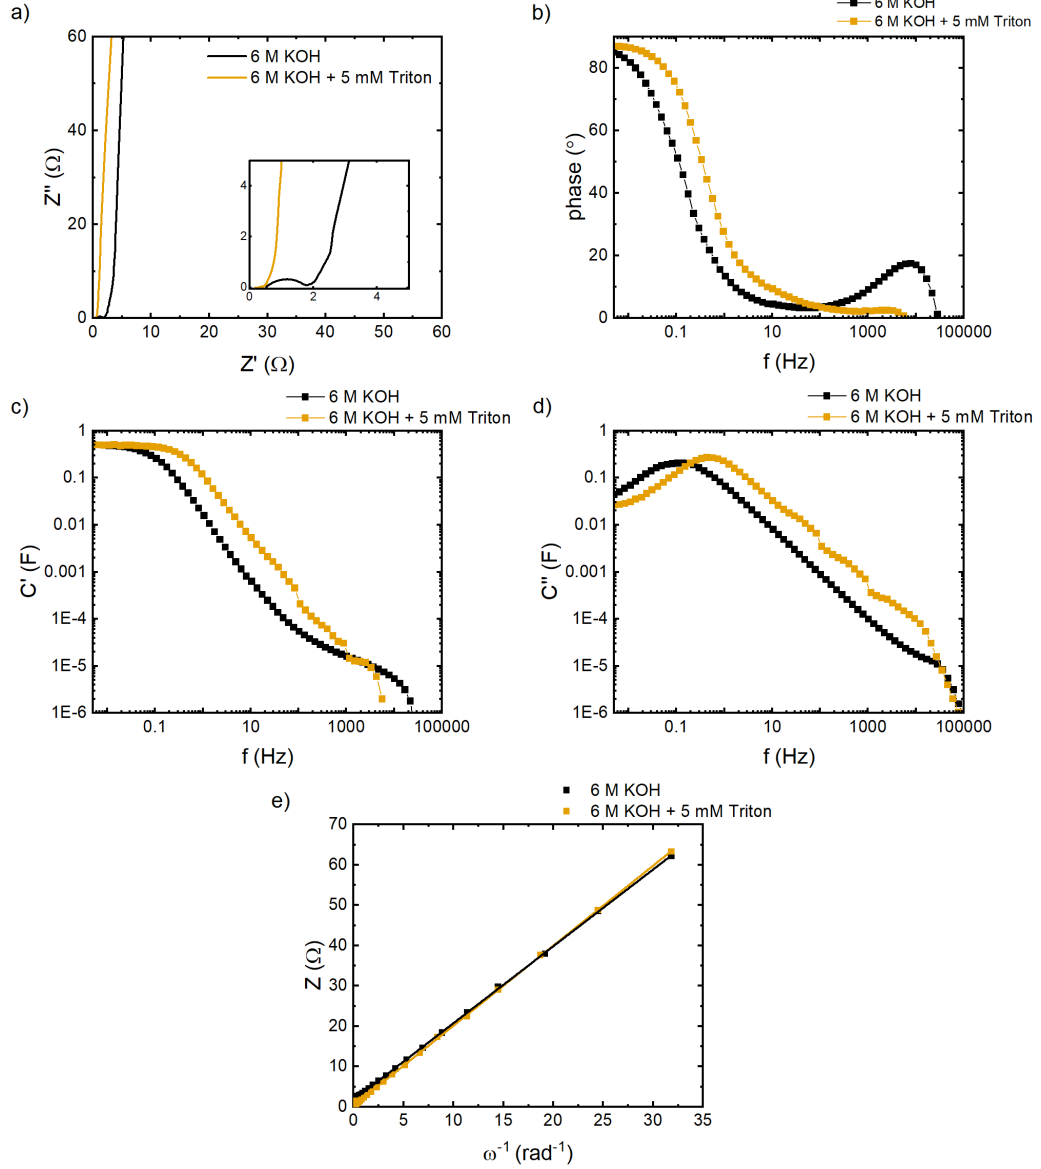 a)
6 M KOH
6 M KOH + 5 mM Triton
60
40
20
0
0 10 20 30 40 50 60
Z'' (Ω)
Z' (Ω)
4
2
0
0 2 4
b)
6 M KOH
6 M KOH + 5 mM Triton
80
60
40
20
0
0.1 10 1000 100000
phase (°)
f (Hz)
c)
6 M KOH
6 M KOH + 5 mM Triton
1
0.1
0.01
0.001
1E-4
1E-5
1E-6
0.1 10 1000 100000
C' (F)
f (Hz)
d)
6 M KOH
6 M KOH + 5 mM Triton
1
0.1
0.01
0.001
1E-4
1E-5
1E-6
0.1 10 1000 100000
C'' (F)
f (Hz)
e)
6 M KOH
6 M KOH + 5 mM Triton
70
60
50
40
30
20
10
0
0 5 10 15 20 25 30 35
Z (Ω)
ω⁻¹ (rad⁻¹)